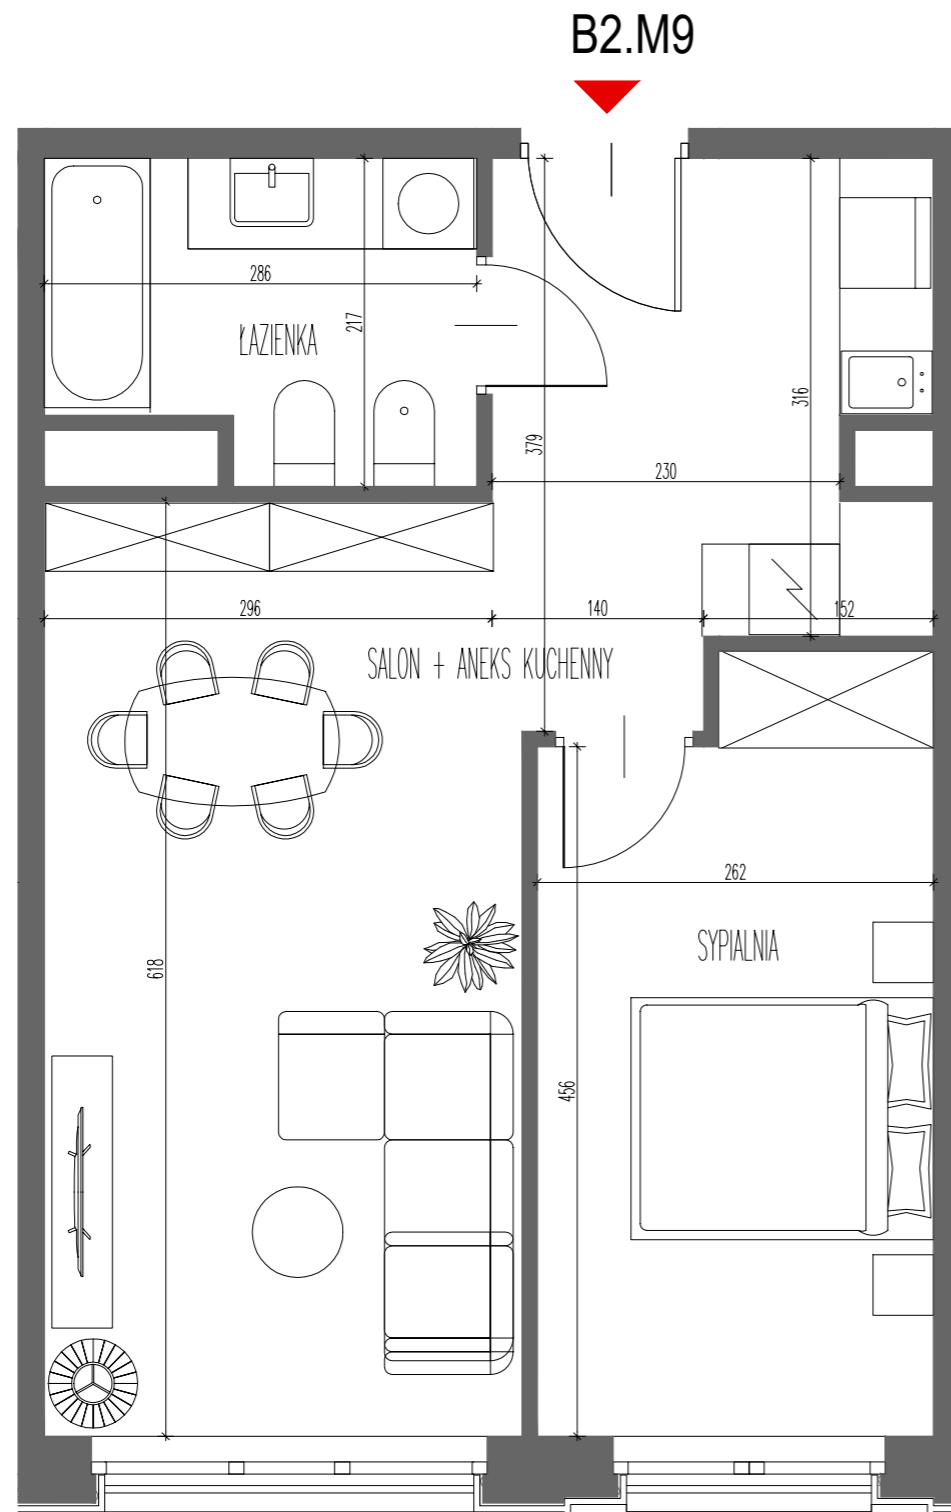 B2.M9
286
217
ŁAZIENKA
379
316
230
296
140
152
SALON + ANEKS KUCHENNY
262
618
SYPIALNIA
456